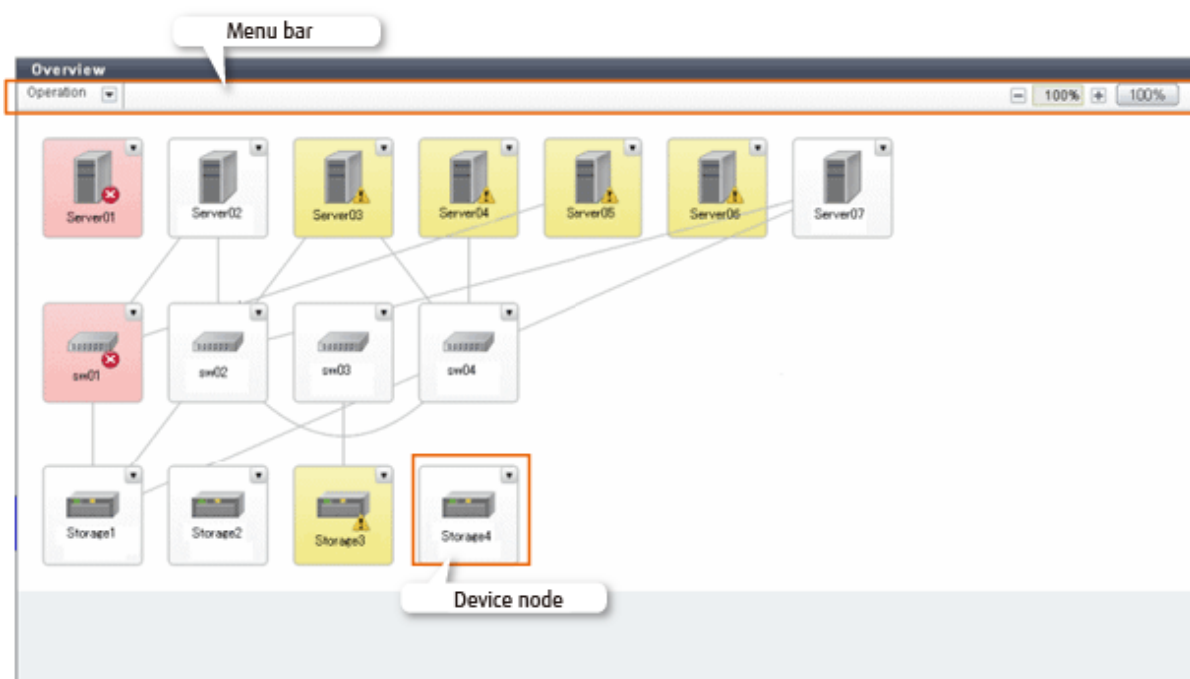 Menu bar
Overview
Operation
100%
100%
Server01
Server02
Server03
Server04
Server05
Server06
Server07
sw01
sw02
sw03
sw04
Storage1
Storage2
Storage3
Storage4
Device node